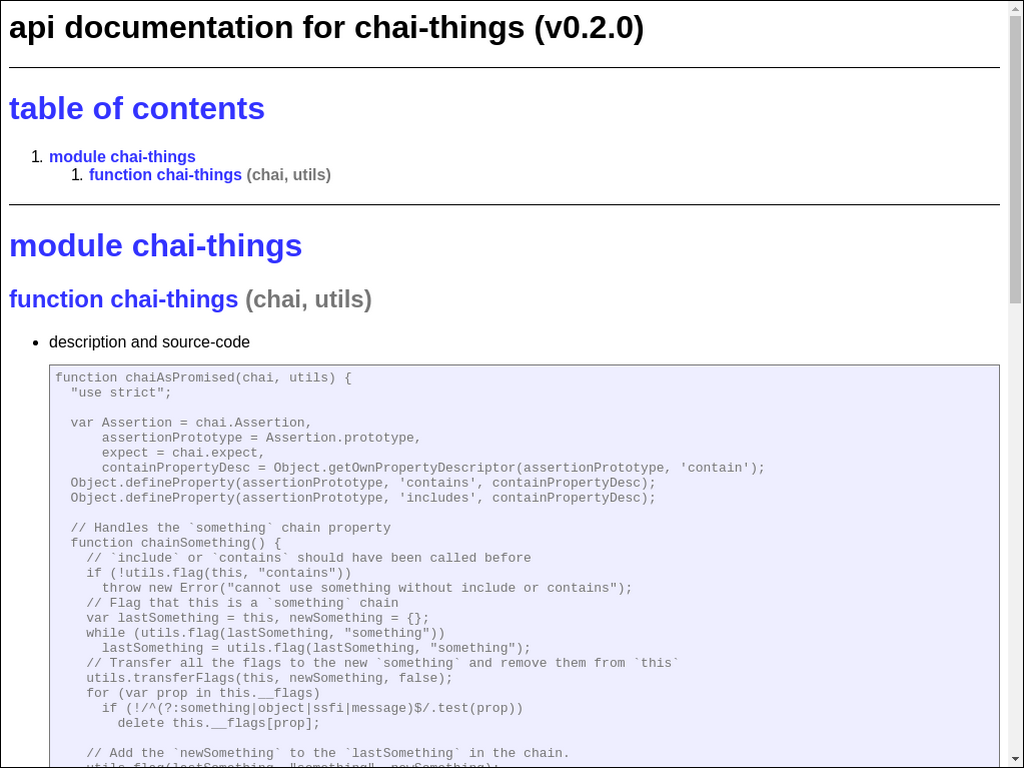 api documentation for chai-things (v0.2.0)
table of contents
1. module chai-things
1. function chai-things (chai, utils)
module chai-things
function chai-things (chai, utils)
• description and source-code
function chaiAsPromised(chai, utils) {
  "use strict";
  var Assertion = chai.Assertion,
      assertionPrototype = Assertion.prototype,
      expect = chai.expect,
      containPropertyDesc = Object.getOwnPropertyDescriptor(assertionPrototype, 'contain');
  Object.defineProperty(assertionPrototype, 'contains', containPropertyDesc);
  Object.defineProperty(assertionPrototype, 'includes', containPropertyDesc);
  // Handles the `something` chain property
  function chainSomething() {
    // `include` or `contains` should have been called before
    if (!utils.flag(this, "contains"))
      throw new Error("cannot use something without include or contains");
    // Flag that this is a `something` chain
    var lastSomething = this, newSomething = {};
    while (utils.flag(lastSomething, "something"))
      lastSomething = utils.flag(lastSomething, "something");
    // Transfer all the flags to the new `something` and remove them from `this`
    utils.transferFlags(this, newSomething, false);
    for (var prop in this.__flags)
      if (!/^(?:something|object|ssfi|message)$/.test(prop))
        delete this.__flags[prop];
    // Add the `newSomething` to the `lastSomething` in the chain.
    utils.flag(lastSomething, "something", newSomething);